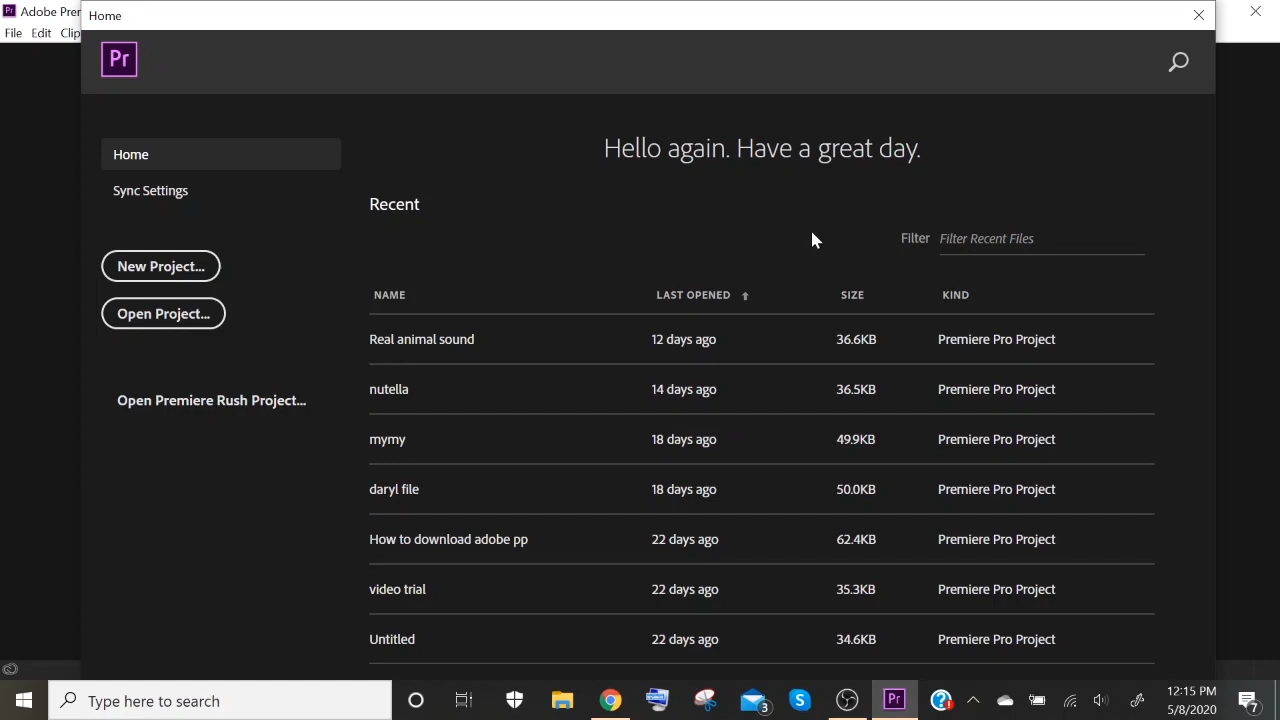 Pr Adobe Prem
Home
File Edit Clip
Pr
Home
Hello again. Have a great day.
Sync Settings
Recent
Filter Filter Recent Files
New Project...
Open Project...
NAME LAST OPENED SIZE KIND
Real animal sound 12 days ago 36.6KB Premiere Pro Project
nutella 14 days ago 36.5KB Premiere Pro Project
Open Premiere Rush Project...
mymy 18 days ago 49.9KB Premiere Pro Project
daryl file 18 days ago 50.0KB Premiere Pro Project
How to download adobe pp 22 days ago 62.4KB Premiere Pro Project
video trial 22 days ago 35.3KB Premiere Pro Project
Untitled 22 days ago 34.6KB Premiere Pro Project
Type here to search
3
S
Pr
?
12:15 PM
5/8/2020
7